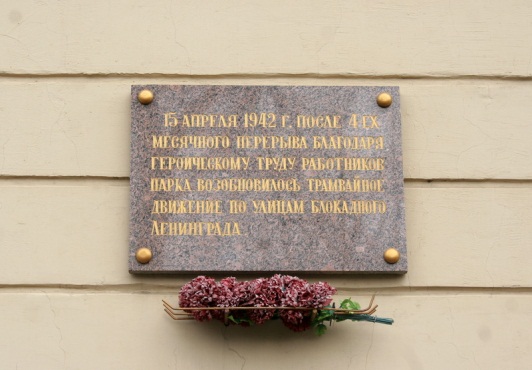 15 АПРЕЛЯ 1942 Г. ПОСЛЕ 4-ЕХ
МЕСЯЧНОГО ПЕРЕРЫВА БЛАГОДАРЯ
ГЕРОИЧЕСКОМУ ТРУДУ РАБОТНИКОВ
ПАРКА ВОЗОБНОВИЛОСЬ ТРАМВАЙНОЕ
ДВИЖЕНИЕ ПО УЛИЦАМ БЛОКАДНОГО
ЛЕНИНГРАДА